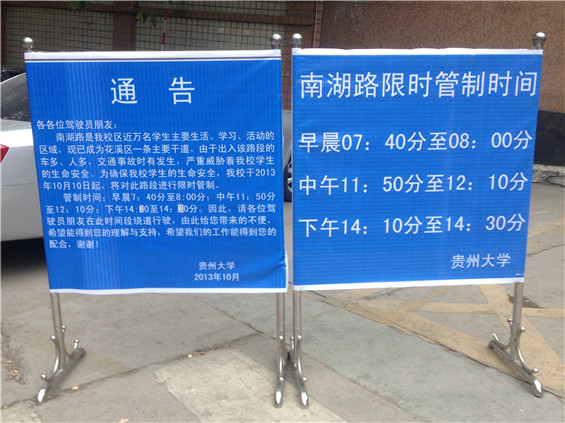 通 告
各各位驾驶员朋友:
南湖路是我校区近万名学生主要生活、学习、活动的
区域,现已成为花溪区一条主要干道。由于出入该路段的
车多、人多,交通事故时有发生,严重威胁着我校学生
的生命安全,为确保我校学生的生命安全,我校于2013
年10月10日起,将对此路段进行限时管制。
管制时间:早晨7:40分至8:00分;中午11:50分
至12:10分;下午14:10至14:30分。因此,请各位驾
驶员朋友在此时间段绕道行驶,由此给您带来的不便,
希望能得到您的理解与支持,希望我们的工作能得到您的
配合,谢谢!
贵州大学
2013年10月
南湖路限时管制时间
早晨07:40分至08:00分
中午11:50分至12:10分
下午14:10分至14:30分
贵州大学